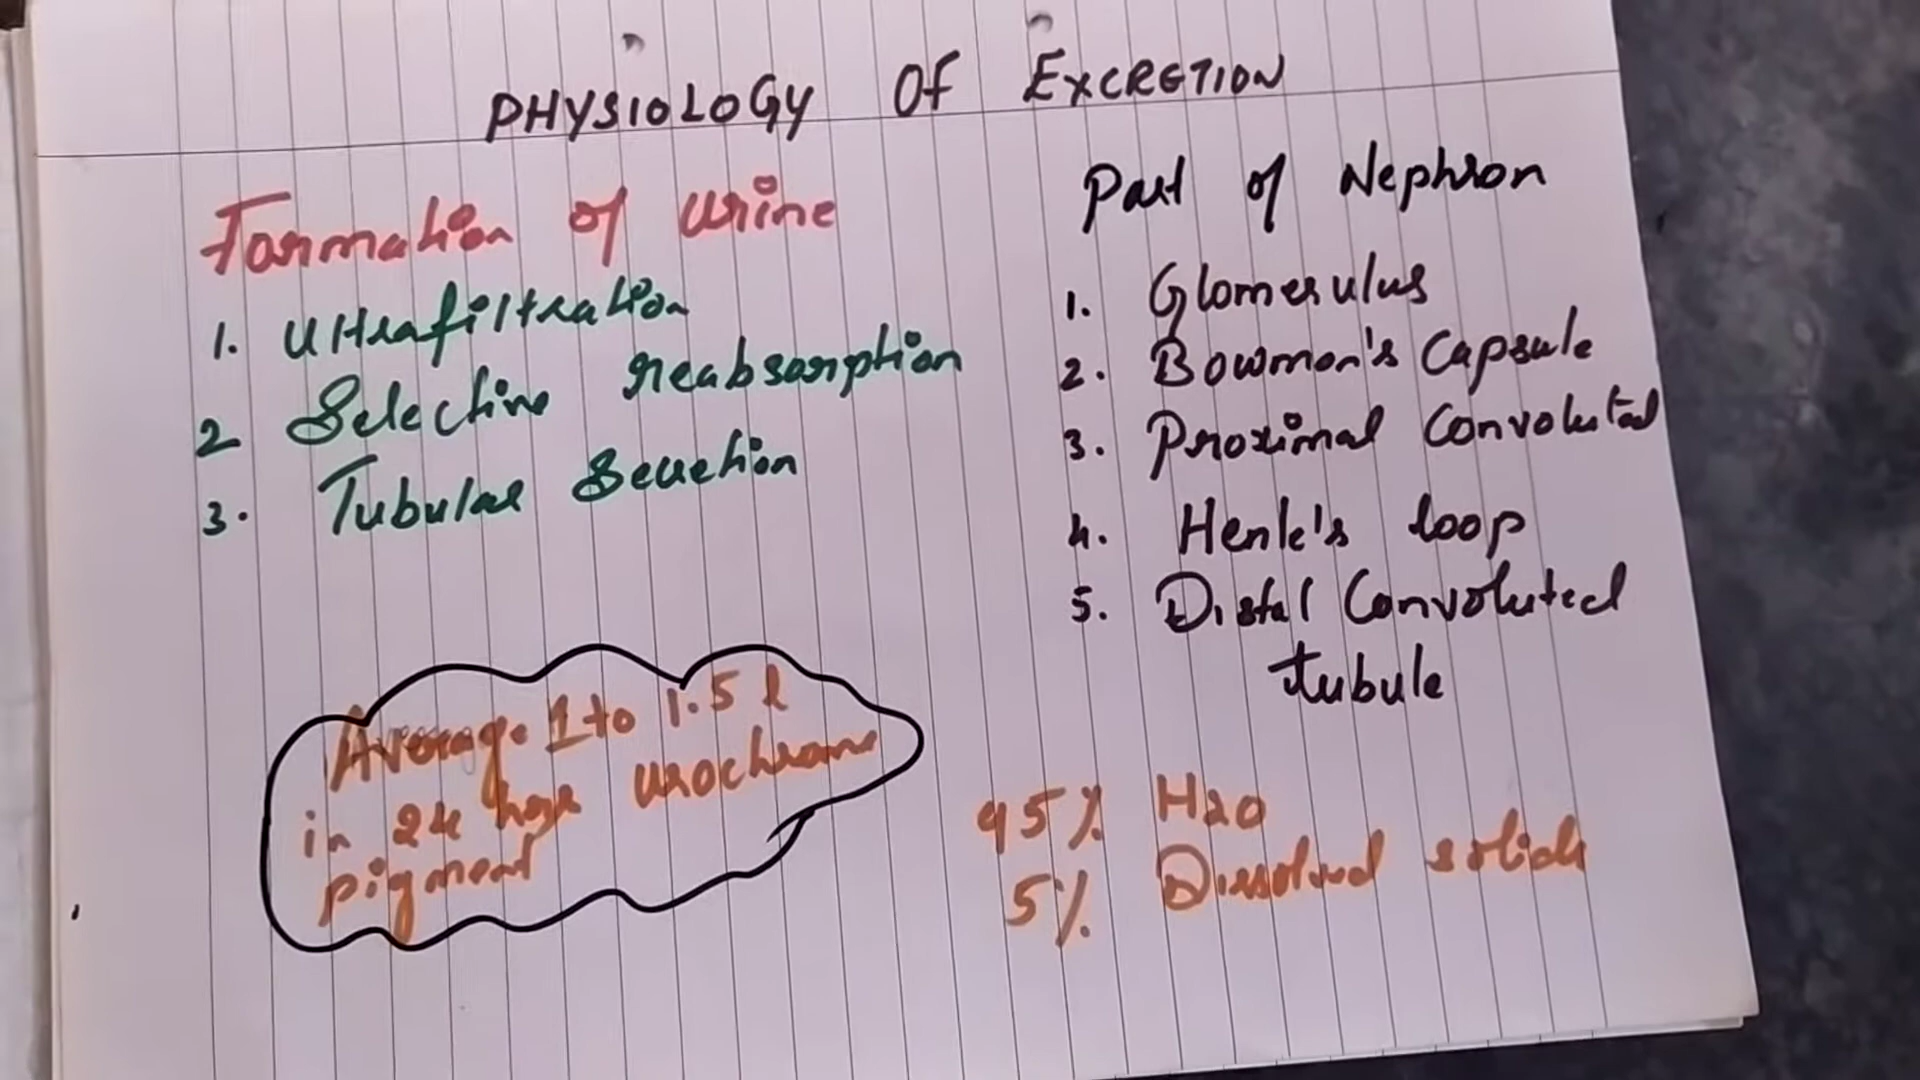 PHYSIOLOGY OF EXCRETION
Formation of urine
1. Ultrafiltration
2 Selective reabsorption
3. Tubular Secretion
Average 1 to 1.5 l
in 24 urochrome
pigment
Part of Nephron
1. Glomerulus
2. Bowman's Capsule
3. Proximal Convoluted
4. Henle's loop
5. Distal Convoluted
tubule
95% H2O
5% Dissolved solids